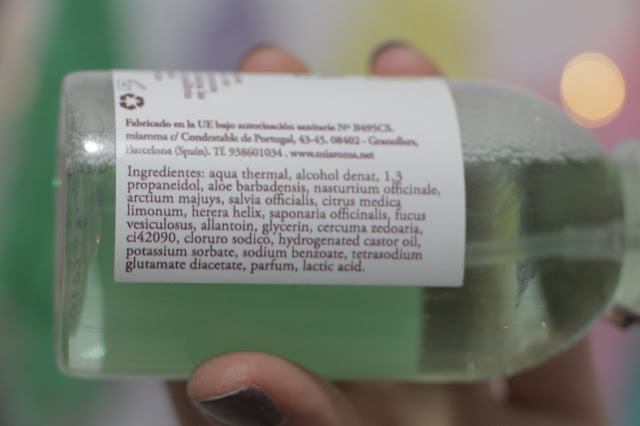 Fabricado en la UE bajo autorización sanitaria Nº B495CS.
miaroma c/ Condestable de Portugal, 43-45. 08402 - Granollers,
Barcelona (Spain). Tf. 938601034 . www.miaroma.net
Ingredientes: aqua thermal, alcohol denat, 1,3
propaneidol, aloe barbadensis, nasturtium officinale,
arctium majuys, salvia officialis, citrus medica
limonum, herera helix, saponaria officinalis, fucus
vesiculosus, allantoin, glycerin, cercuma zedoaria,
ci42090, cloruro sodico, hydrogenated castor oil,
potassium sorbate, sodium benzoate, tetrasodium
glutamate diacetate, parfum, lactic acid.